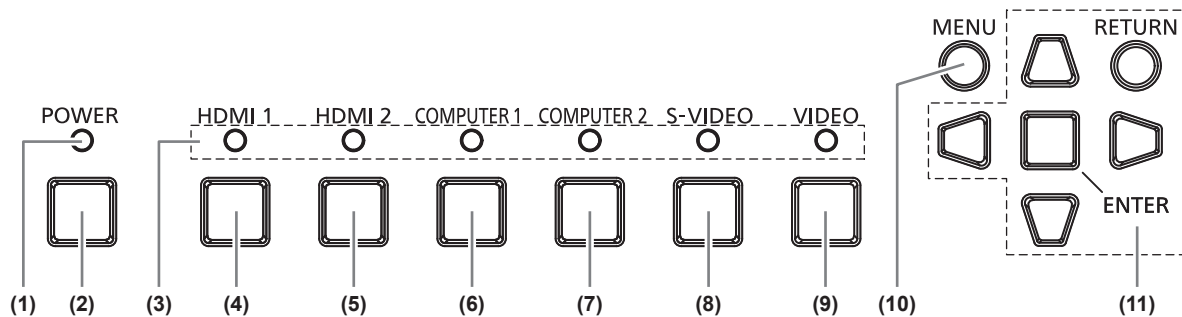 MENU RETURN
POWER HDMI 1 HDMI 2 COMPUTER 1 COMPUTER 2 S-VIDEO VIDEO
ENTER
(1) (2) (3) (4) (5) (6) (7) (8) (9) (10) (11)